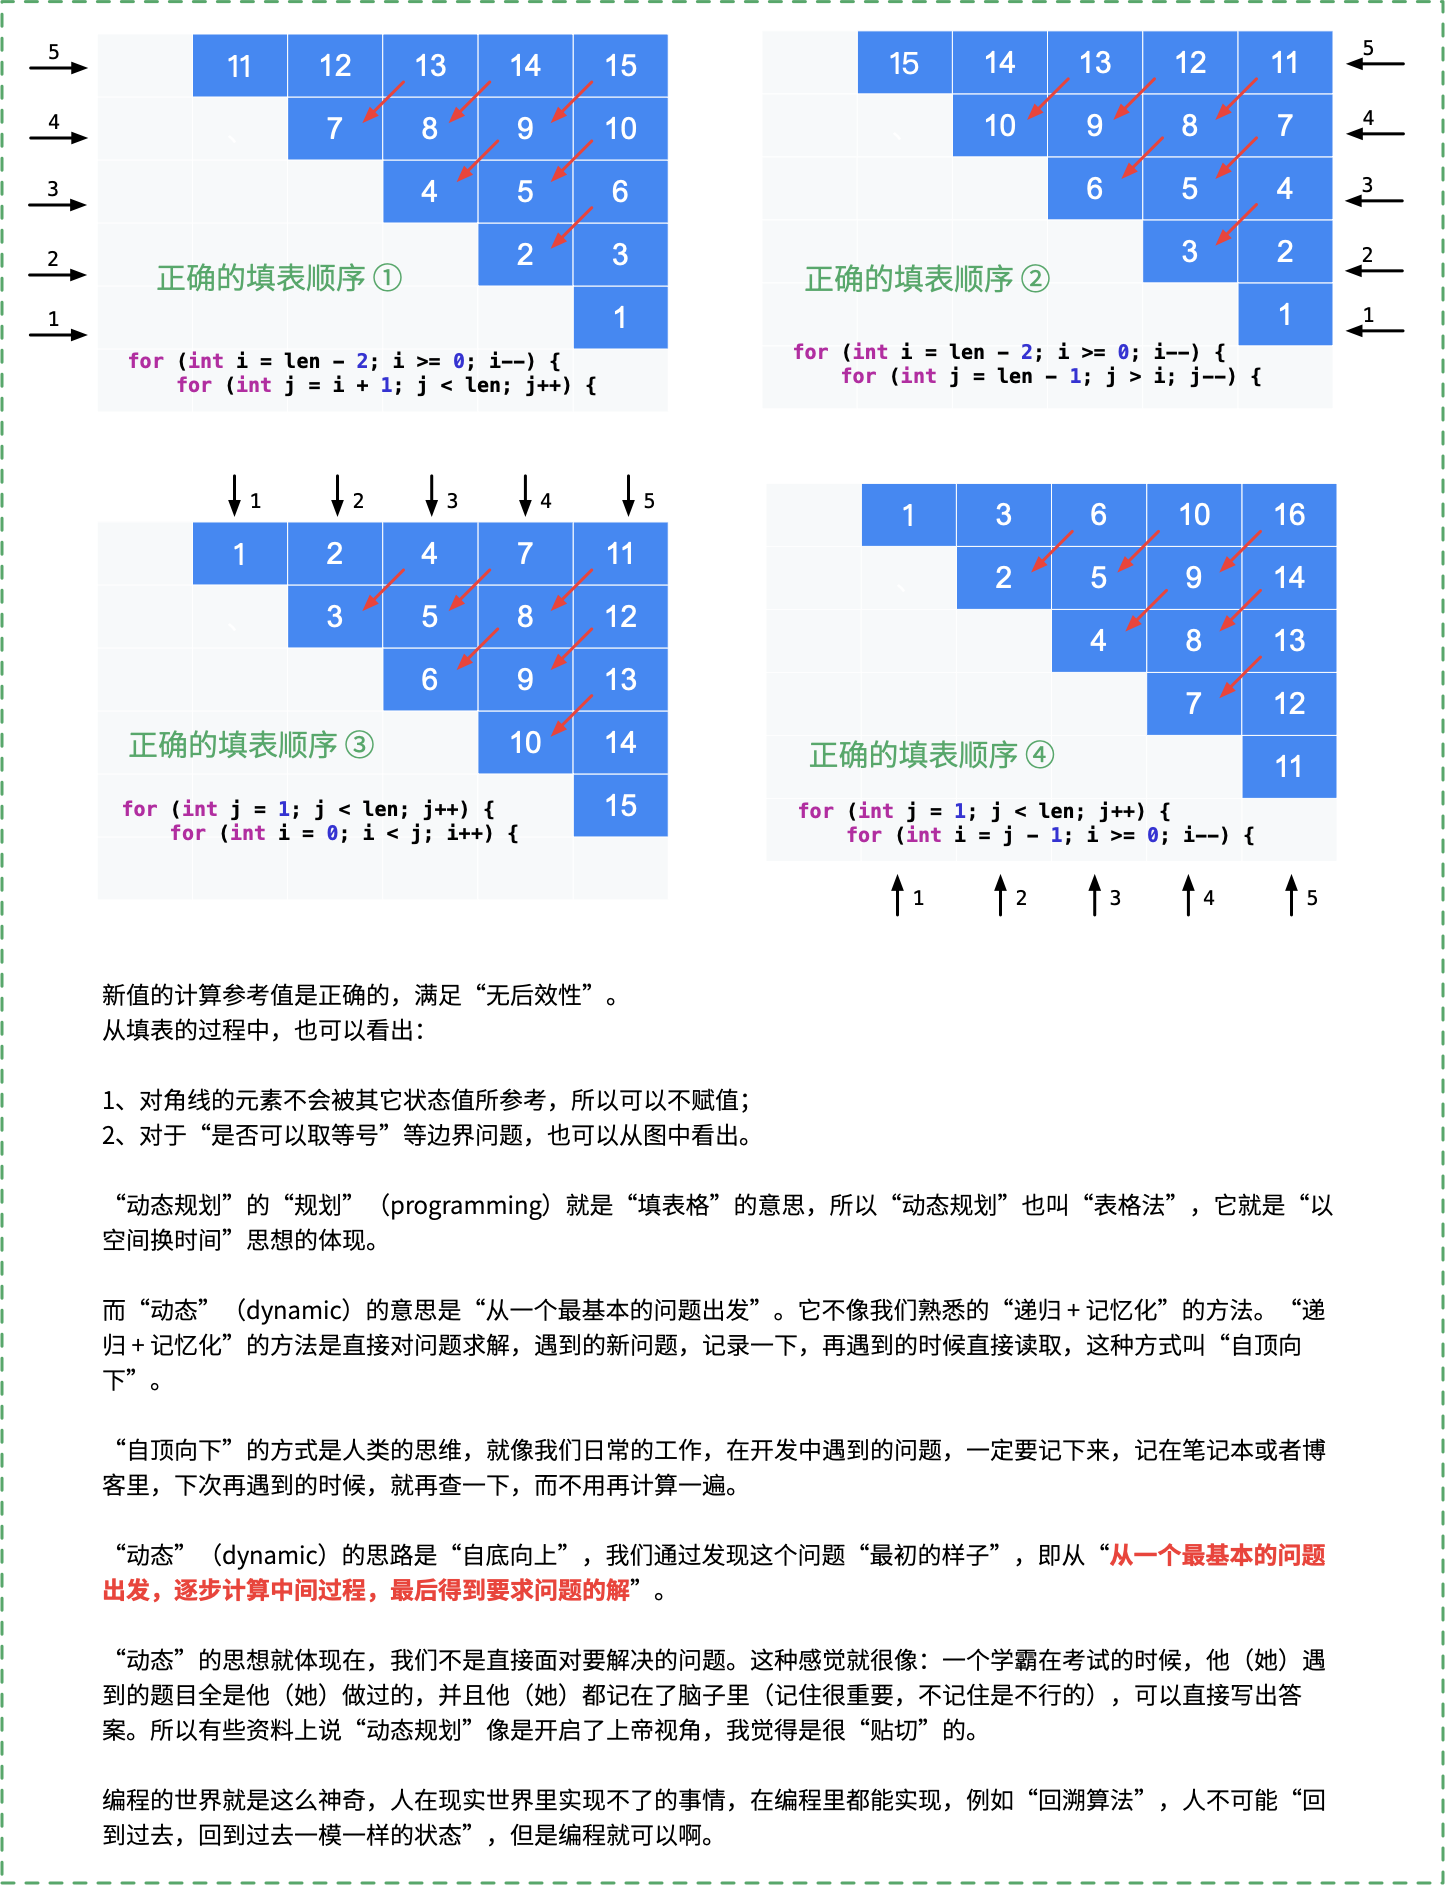 5
11 12 13 14 15
4
7 8 9 10
3
4 5 6
2
2 3
正确的填表顺序 ①
1
1
for (int i = len - 2; i >= 0; i--) {
for (int j = i + 1; j < len; j++) {
15 14 13 12 11
5
10 9 8 7
4
6 5 4
3
3 2
2
正确的填表顺序 ②
1
1
for (int i = len - 2; i >= 0; i--) {
for (int j = len - 1; j > i; j--) {
1 2 3 4 5
1 2 4 7 11
3 5 8 12
6 9 13
10 14
正确的填表顺序 ③
15
for (int j = 1; j < len; j++) {
for (int i = 0; i < j; i++) {
1 3 6 10 16
2 5 9 14
4 8 13
7 12
正确的填表顺序 ④
11
for (int j = 1; j < len; j++) {
for (int i = j - 1; i >= 0; i--) {
1 2 3 4 5
新值的计算参考值是正确的，满足“无后效性”。
从填表的过程中，也可以看出：
1、对角线的元素不会被其它状态值所参考，所以可以不赋值；
2、对于“是否可以取等号”等边界问题，也可以从图中看出。
“动态规划”的“规划”（programming）就是“填表格”的意思，所以“动态规划”也叫“表格法”，它就是“以
空间换时间”思想的体现。
而“动态”（dynamic）的意思是“从一个最基本的问题出发”。它不像我们熟悉的“递归 + 记忆化”的方法。“递
归 + 记忆化”的方法是直接对问题求解，遇到的新问题，记录一下，再遇到的时候直接读取，这种方式叫“自顶向
下”。
“自顶向下”的方式是人类的思维，就像我们日常的工作，在开发中遇到的问题，一定要记下来，记在笔记本或者博
客里，下次再遇到的时候，就再查一下，而不用再计算一遍。
“动态”（dynamic）的思路是“自底向上”，我们通过发现这个问题“最初的样子”，即从“从一个最基本的问题
出发，逐步计算中间过程，最后得到要求问题的解”。
“动态”的思想就体现在，我们不是直接面对要解决的问题。这种感觉就很像：一个学霸在考试的时候，他（她）遇
到的题目全是他（她）做过的，并且他（她）都记在了脑子里（记住很重要，不记住是不行的），可以直接写出答
案。所以有些资料上说“动态规划”像是开启了上帝视角，我觉得是很“贴切”的。
编程的世界就是这么神奇，人在现实世界里实现不了的事情，在编程里都能实现，例如“回溯算法”，人不可能“回
到过去，回到过去一模一样的状态”，但是编程就可以啊。